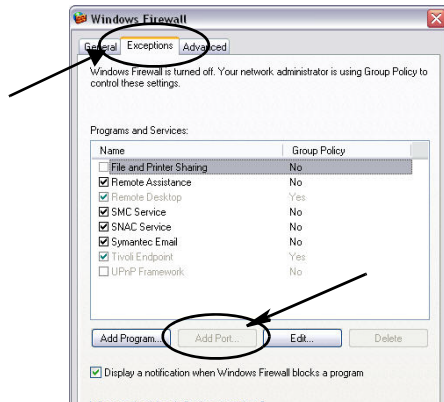 Windows Firewall
General Exceptions Advanced
Windows Firewall is turned off. Your network administrator is using Group Policy to
control these settings.
Programs and Services:
Name Group Policy
File and Printer Sharing No
Remote Assistance No
Remote Desktop Yes
SMC Service No
SNAC Service No
Symantec Email No
Tivoli Endpoint Yes
UPnP Framework No
Add Program... Add Port... Edit... Delete
Display a notification when Windows Firewall blocks a program